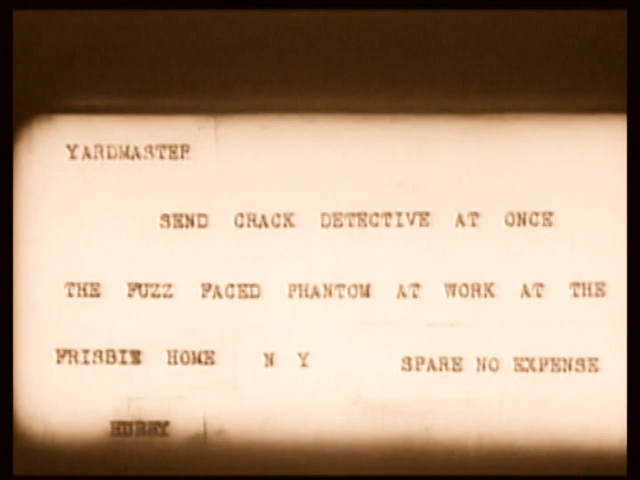 YARDMASTER
SEND CRACK DETECTIVE AT ONCE
THE FUZZ FACED PHANTOM AT WORK AT THE
FRISBIE HOME N Y SPARE NO EXPENSE
HURRY